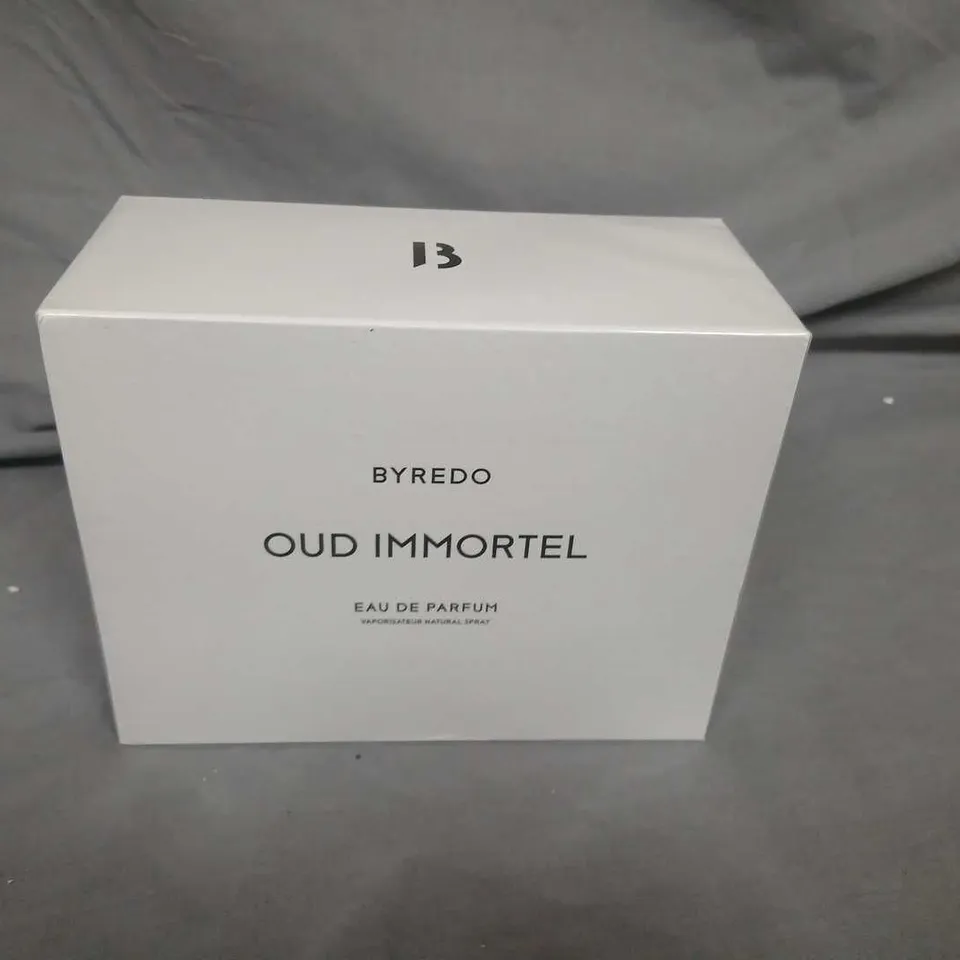 B
BYREDO
OUD IMMORTEL
EAU DE PARFUM
VAPORISATEUR NATURAL SPRAY